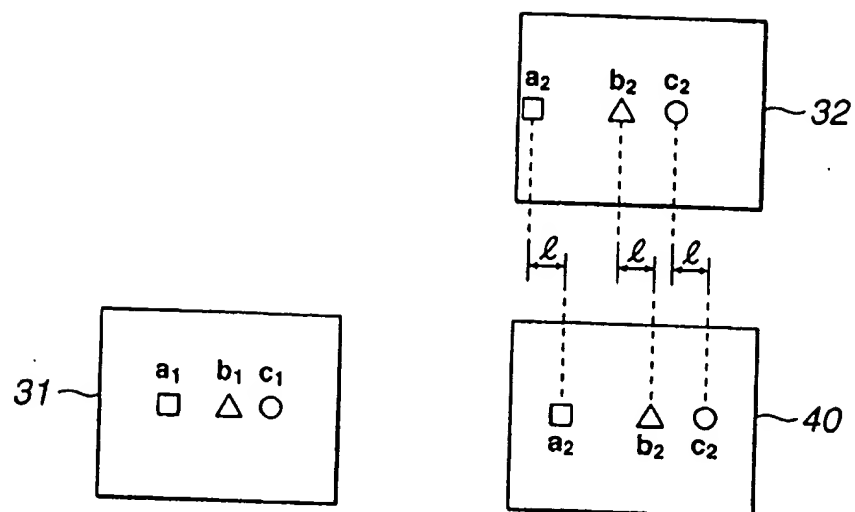 a₂ b₂ c₂
32
ℓ ℓ ℓ
a₁ b₁ c₁
31
40
a₂ b₂ c₂